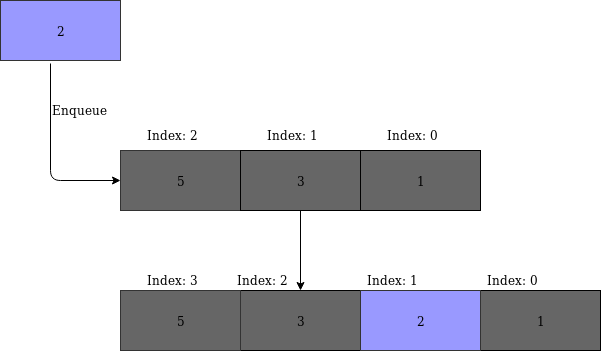 2
Enqueue
Index: 2 Index: 1 Index: 0
5 3 1
Index: 3 Index: 2 Index: 1 Index: 0
5 3 2 1